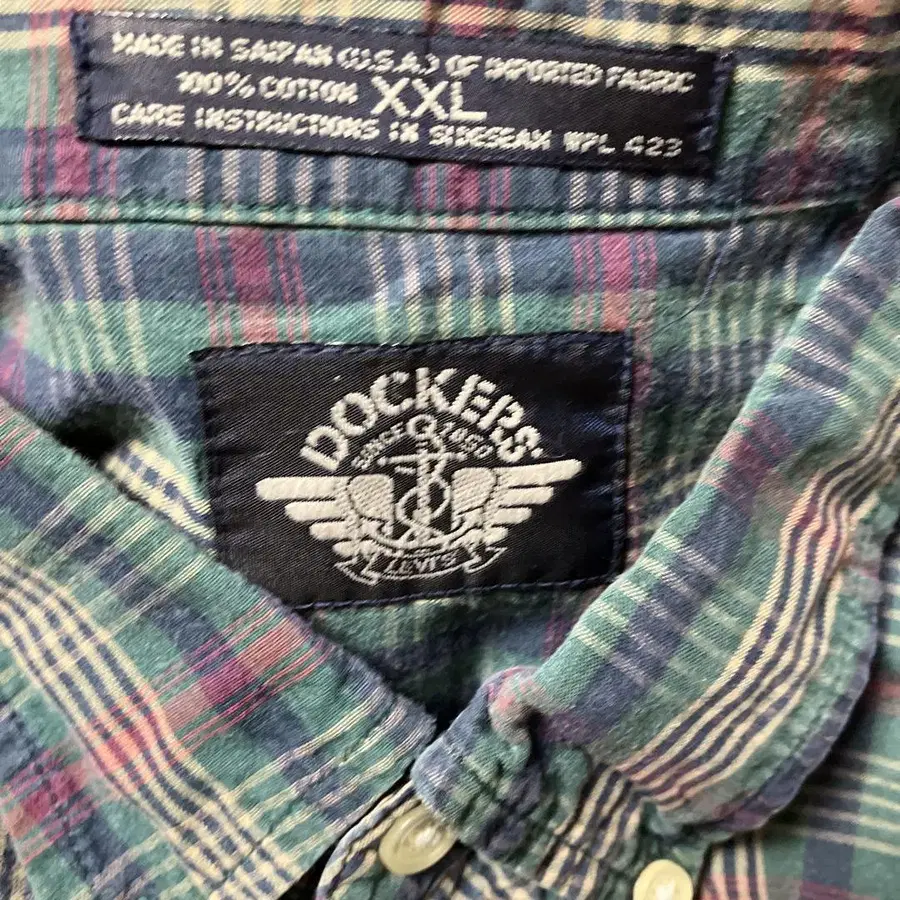 MADE IN SAIPAN (U.S.A.) OF IMPORTED FABRIC
100% COTTON XXL
CARE INSTRUCTIONS IN SIDESEAM WPL 423
DOCKERS
SINCE 1850
LEVI'S